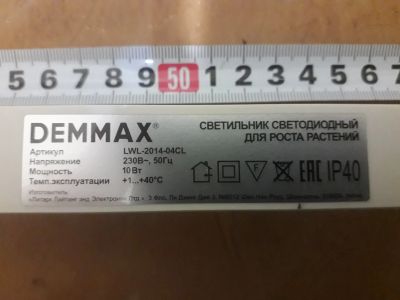 5 6 7 8 9 50 1 2 3 4 5 6 7
DEMMAX®
СВЕТИЛЬНИК СВЕТОДИОДНЫЙ
ДЛЯ РОСТА РАСТЕНИЙ
Артикул LWL-2014-04CL
Напряжение 230В~, 50Гц
Мощность 10Вт
Темп.эксплуатации +1...+40°C
F EAC IP40
Изготовитель